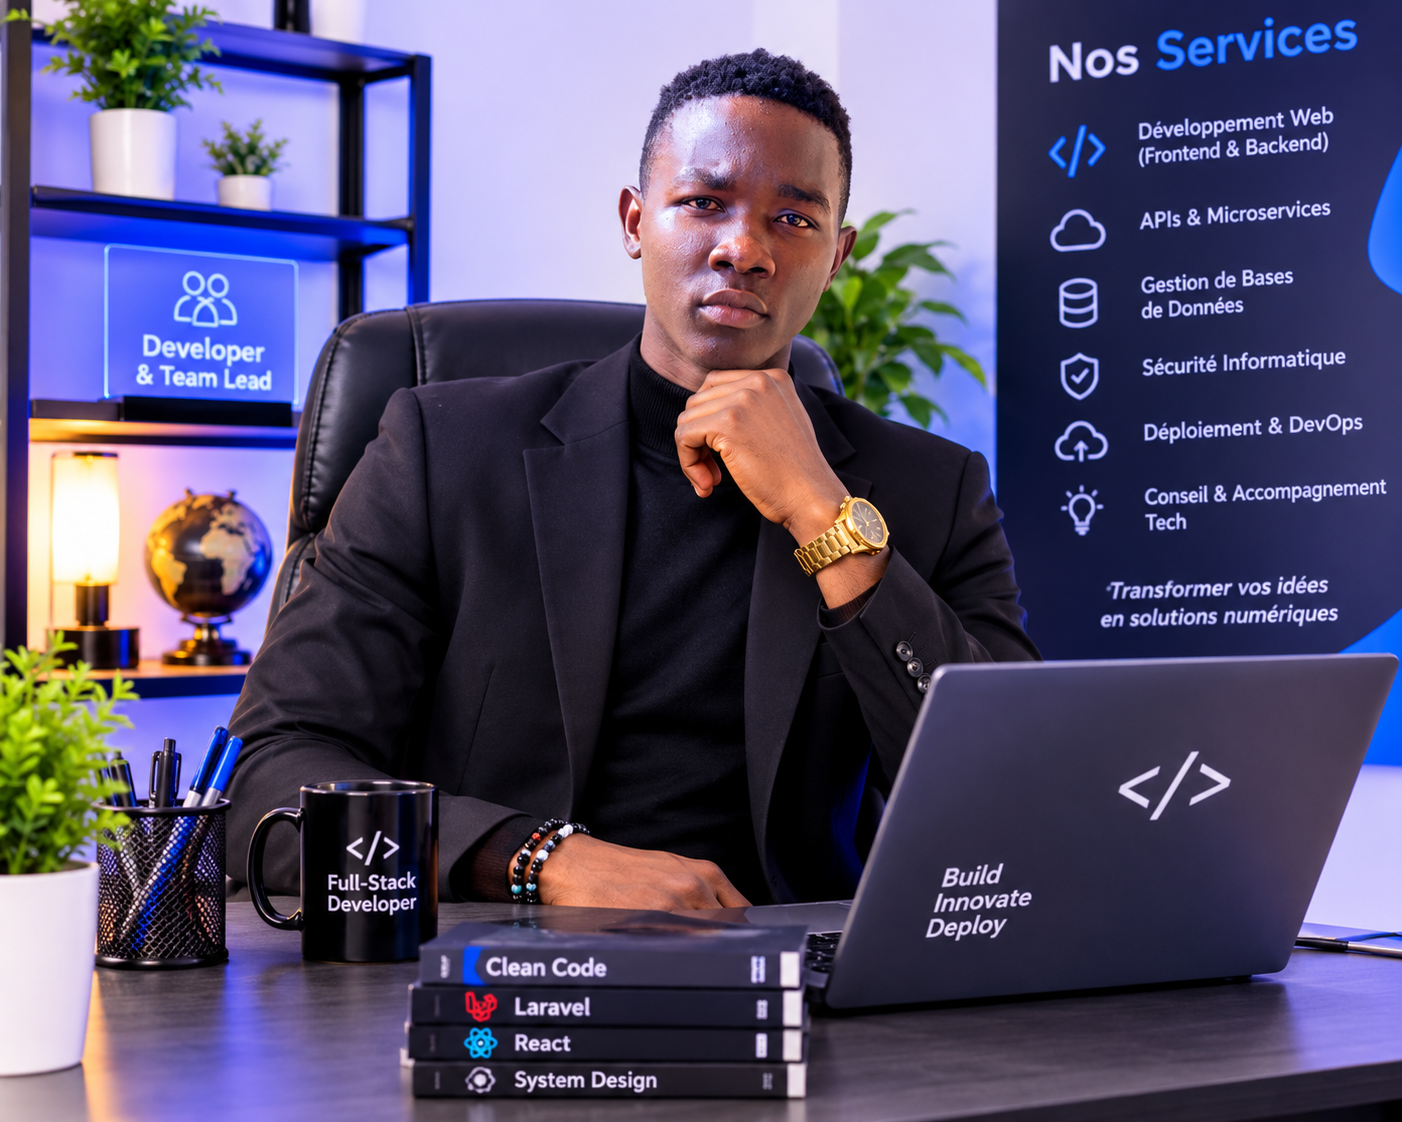 Nos Services
Développement Web
(Frontend & Backend)
APIs & Microservices
Gestion de Bases
de Données
Sécurité Informatique
Déploiement & DevOps
Conseil & Accompagnement
Tech
Transformer vos idées
en solutions numériques
Developer
& Team Lead
</>
Full-Stack
Developer
</>
Build
Innovate
Deploy
Clean Code
Laravel
React
System Design